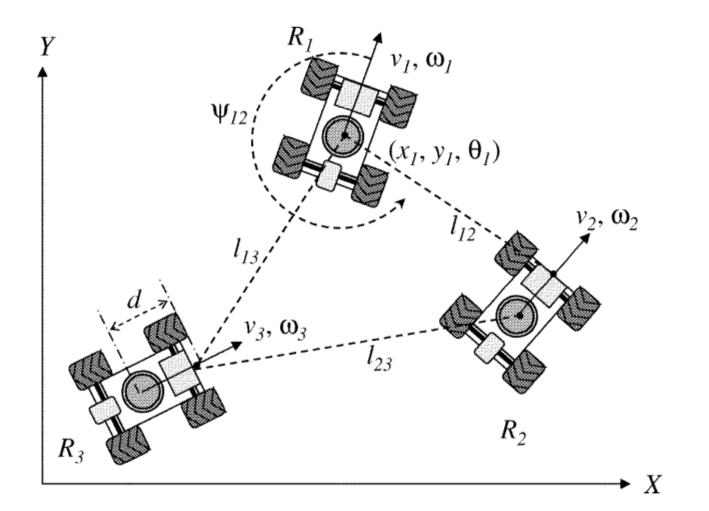 Y
R₁
v₁, ω₁
ψ₁₂
(x₁, y₁, θ₁)
v₂, ω₂
l₁₂
l₁₃
d
v₃, ω₃
l₂₃
R₂
R₃
X